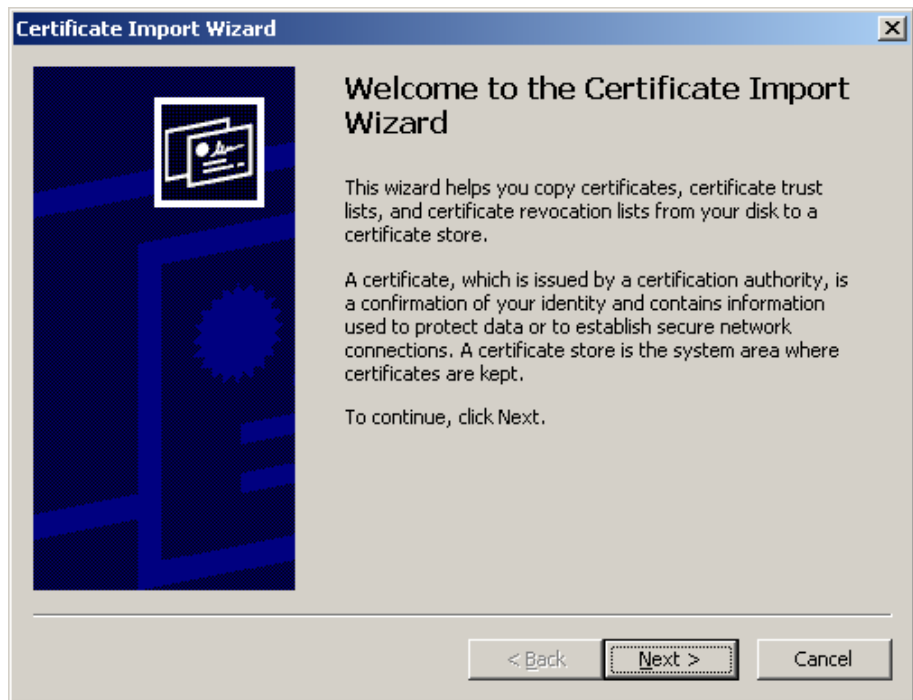 Certificate Import Wizard
Welcome to the Certificate Import
Wizard
This wizard helps you copy certificates, certificate trust
lists, and certificate revocation lists from your disk to a
certificate store.
A certificate, which is issued by a certification authority, is
a confirmation of your identity and contains information
used to protect data or to establish secure network
connections. A certificate store is the system area where
certificates are kept.
To continue, click Next.
< Back Next > Cancel